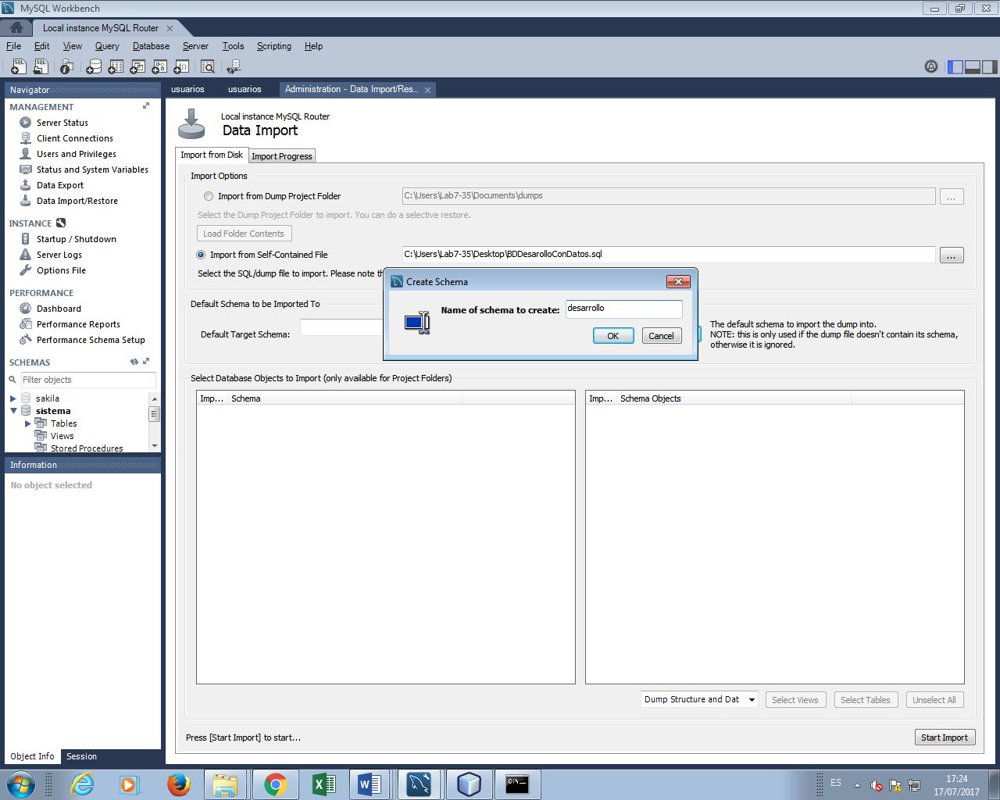 MySQL Workbench
Local instance MySQL Router
File Edit View Query Database Server Tools Scripting Help
Navigator
usuarios
usuarios
Administration - Data Import/Res...
MANAGEMENT
Server Status
Client Connections
Users and Privileges
Status and System Variables
Data Export
Data Import/Restore
INSTANCE
Startup / Shutdown
Server Logs
Options File
PERFORMANCE
Dashboard
Performance Reports
Performance Schema Setup
SCHEMAS
Filter objects
sakila
sistema
Tables
Views
Stored Procedures
Information
No object selected
Object Info Session
Local instance MySQL Router
Data Import
Import from Disk Import Progress
Import Options
Import from Dump Project Folder
C:\Users\Lab7-35\Documents\dumps
...
Select the Dump Project Folder to import. You can do a selective restore.
Load Folder Contents
Import from Self-Contained File
C:\Users\Lab7-35\Desktop\BDDesarolloConDatos.sql
...
Select the SQL/dump file to import. Please note th
Create Schema
Name of schema to create: desarrollo
OK Cancel
Default Schema to be Imported To
Default Target Schema:
The default schema to import the dump into.
NOTE: this is only used if the dump file doesn't contain its schema,
otherwise it is ignored.
Select Database Objects to Import (only available for Project Folders)
Imp... Schema
Imp... Schema Objects
Dump Structure and Dat
Select Views
Select Tables
Unselect All
Press [Start Import] to start...
Start Import
ES
17:24
17/07/2017